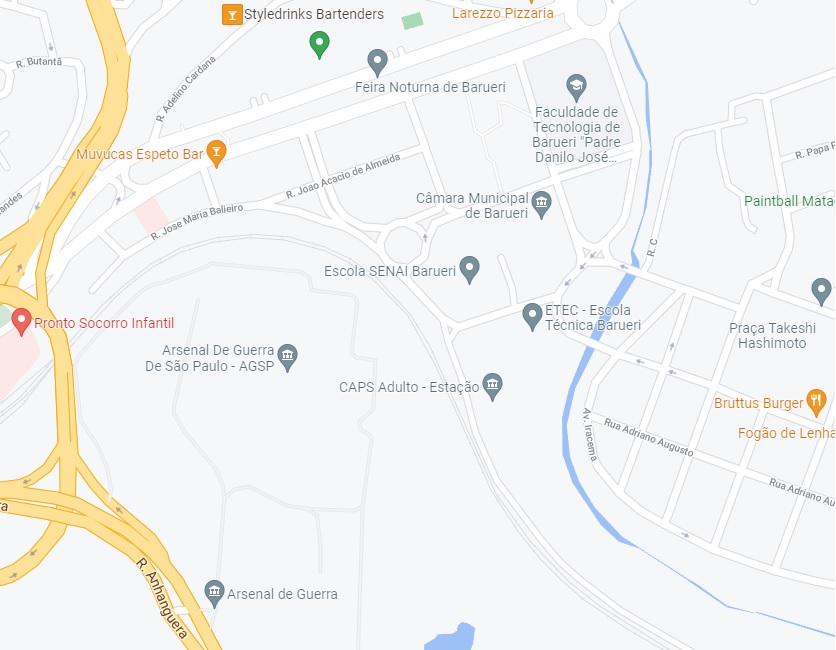 Styledrinks Bartenders
Larezzo Pizzaria
R. Butantã
R. Adelino Cardana
Feira Noturna de Barueri
Faculdade de
Tecnologia de
Barueri "Padre
Danilo José...
Muvucas Espeto Bar
R. Joao Acacio de Almeida
R. Papa P
andes
R. Jose Maria Balieiro
Câmara Municipal
de Barueri
Paintball Mata
R. C
Escola SENAI Barueri
Pronto Socorro Infantil
ETEC - Escola
Técnica Barueri
Praça Takeshi
Hashimoto
Arsenal De Guerra
De São Paulo - AGSP
CAPS Adulto - Estação
Bruttus Burger
Av. Iracema
Rua Adriano Augusto
Fogão de Lenha
Rua Adriano Au
ra
R. Anhanguera
Arsenal de Guerra